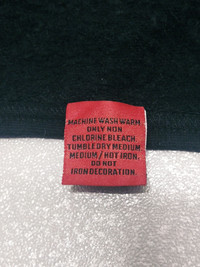 MACHINE WASH WARM.
ONLY NON
CHLORINE BLEACH.
TUMBLE DRY MEDIUM.
MEDIUM / HOT IRON.
DO NOT
IRON DECORATION.